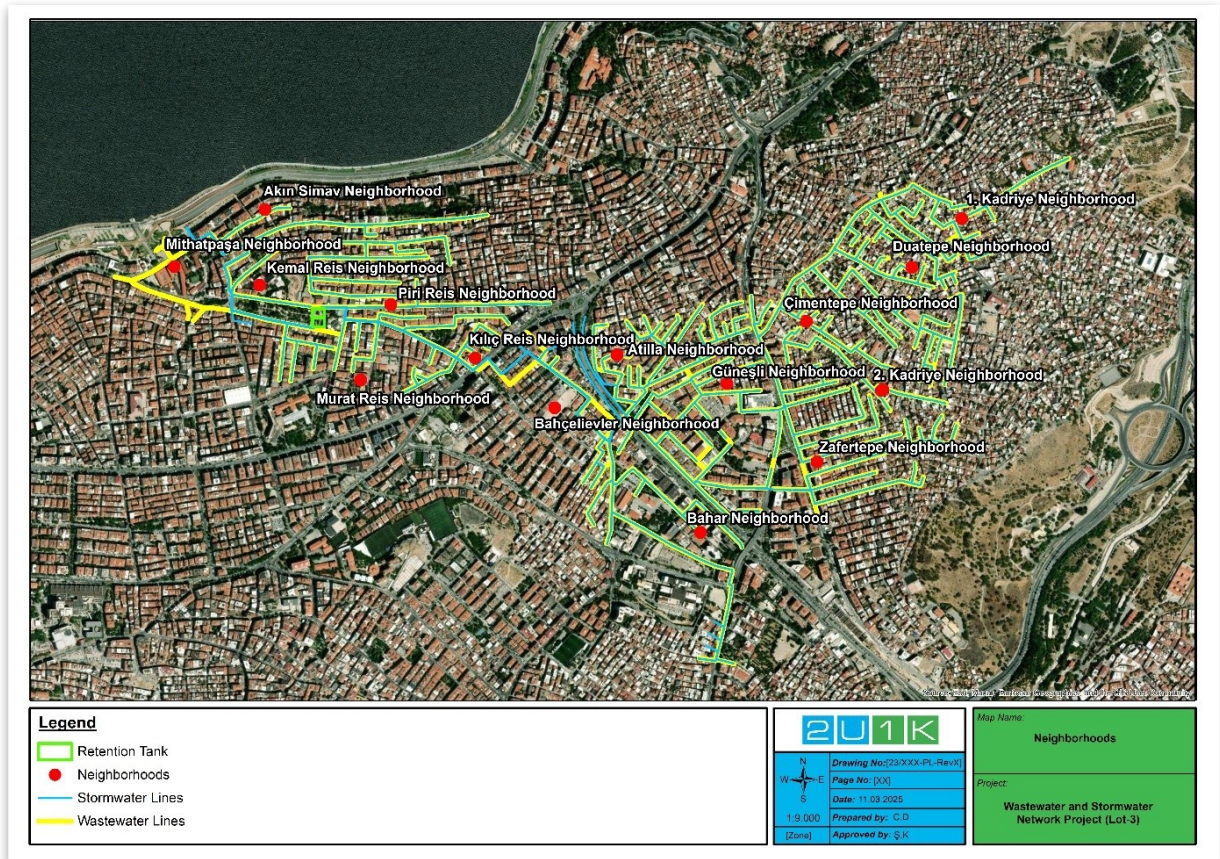 Akın Simav Neighborhood
1. Kadriye Neighborhood
Mithatpaşa Neighborhood
Duatepe Neighborhood
Kemal Reis Neighborhood
Piri Reis Neighborhood
Çimentepe Neighborhood
Kılıç Reis Neighborhood
Atilla Neighborhood
Güneşli Neighborhood
2. Kadriye Neighborhood
Murat Reis Neighborhood
Bahçelievler Neighborhood
Zafertepe Neighborhood
Bahar Neighborhood
Legend
Retention Tank
Neighborhoods
Stormwater Lines
Wastewater Lines
2U1K
N
W E
S
1:9.000
[Zone]
Drawing No:[23/XXX-PL-RevX]
Page No: [XX]
Date: 11.03.2025
Prepared by: C.D
Approved by: Ş.K
Map Name:
Neighborhoods
Project:
Wastewater and Stormwater
Network Project (Lot-3)